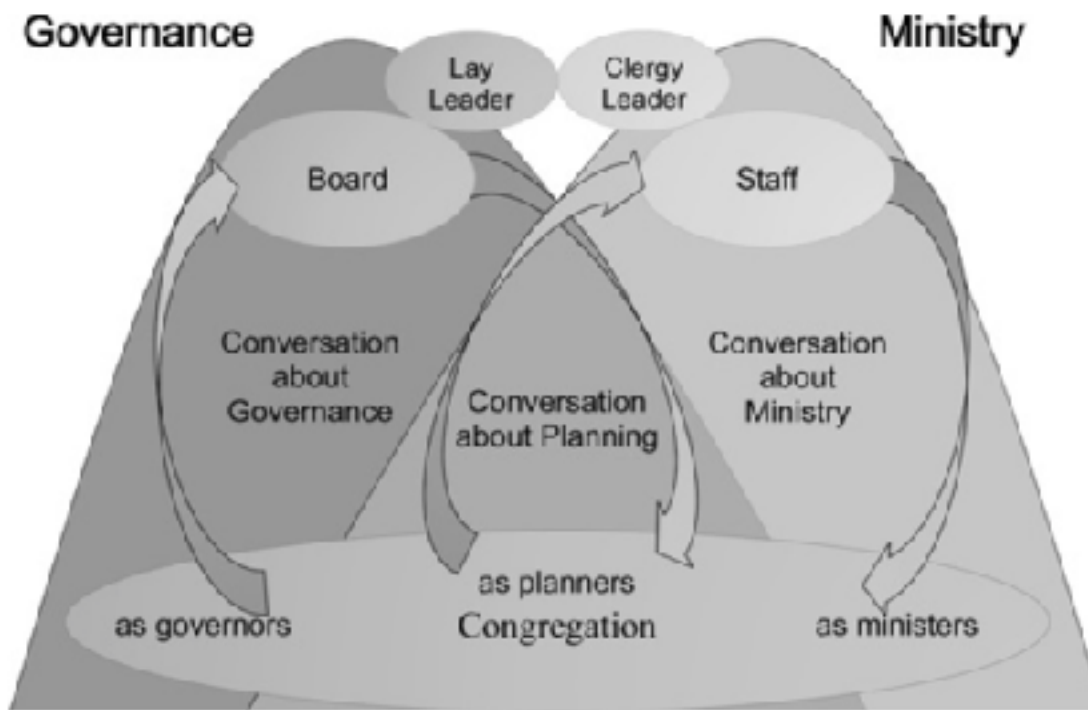 Governance
Ministry
Lay
Leader
Clergy
Leader
Board
Staff
Conversation
about
Governance
Conversation
about Planning
Conversation
about
Ministry
as governors
as planners
Congregation
as ministers